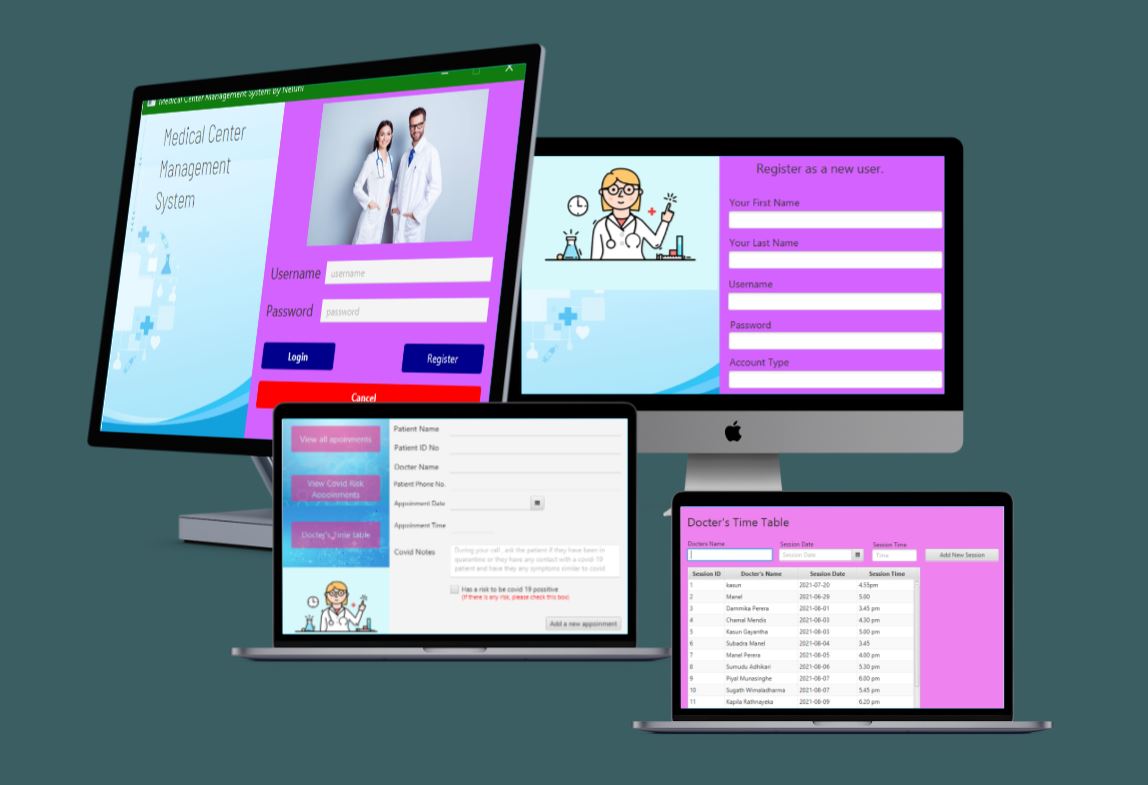 Medical Center Management System by Neluni
Medical Center
Management
System
Username
username
Password
password
Login
Register
Cancel
Register as a new user.
Your First Name
Your Last Name
Username
Password
Account Type
View all apoinments
View Covid Risk
Appoinments
Docter's Time Table
Patient Name
Patient ID No
Docter Name
Patient Phone No.
Appoinment Date
Appoinment Time
Covid Notes
During your call , ask the patient if they have been in
quarantine or they have any contact with a covid 19
patient and have they any symptoms similar to covid
Has a risk to be covid 19 possitive
(If there is any risk, please check this box)
Add a new appoinment
Docter's Time Table
Docters Name
Session Date
Session Time
Session Date
Time
Add New Session
Session ID Docter's Name Session Date Session Time
1 kasun 2021-07-20 4.55pm
2 Manel 2021-06-29 5.00
3 Dammika Perera 2021-08-01 3.45 pm
4 Chamal Mendis 2021-08-03 4.30 pm
5 Kasun Gayantha 2021-08-03 5.00 pm
6 Subadra Manel 2021-08-04 3.45
7 Manel Perera 2021-08-05 4.00 pm
8 Sumudu Adhikari 2021-08-06 5.30 pm
9 Piyal Munasinghe 2021-08-07 6.00 pm
10 Sugath Wimaladharma 2021-08-07 5.45 pm
11 Kapila Rathnayeka 2021-08-09 6.20 pm